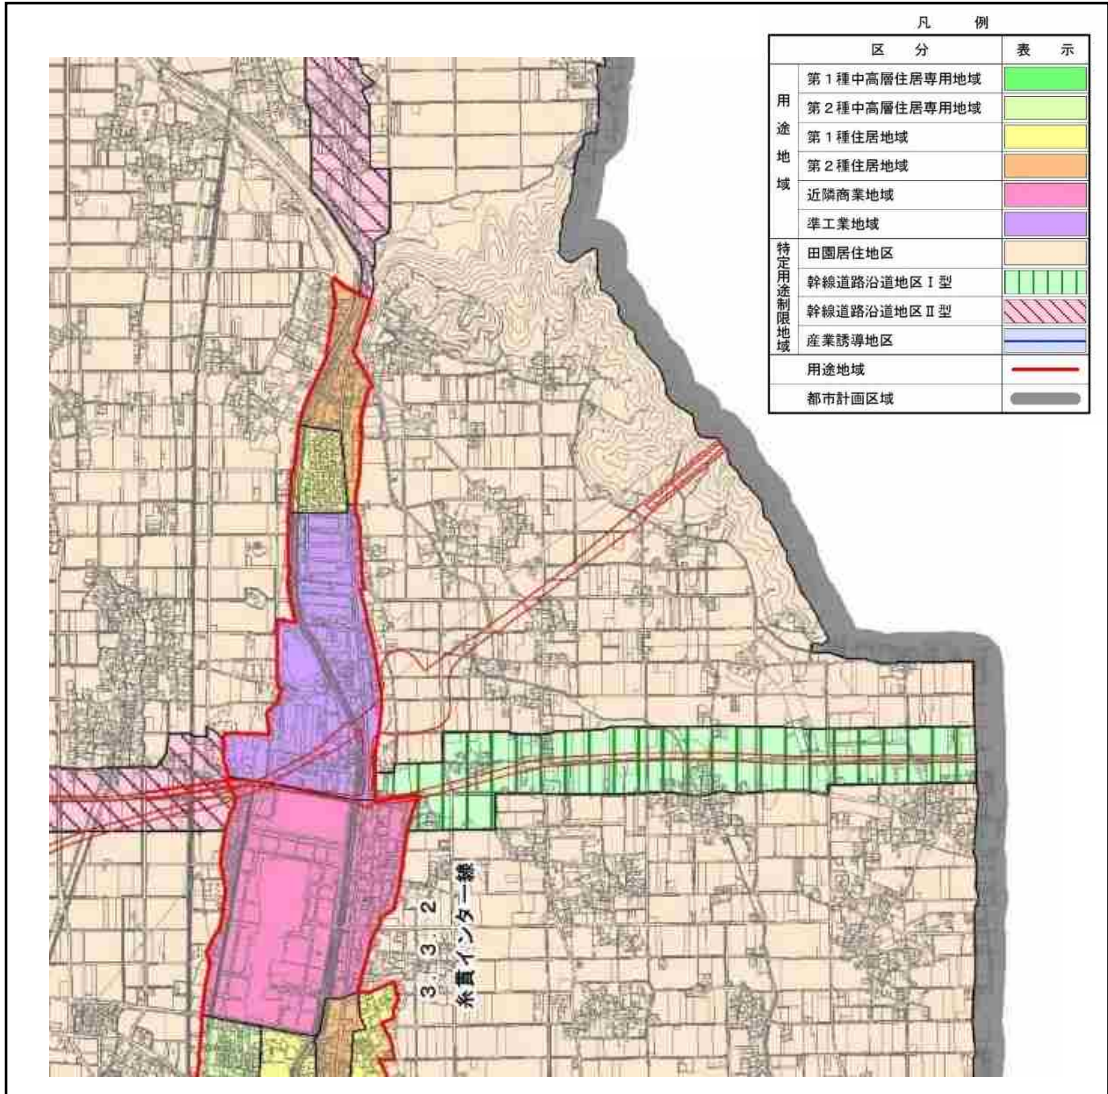 凡 例
区 分 表 示
用途地域
第１種中高層住居専用地域
第２種中高層住居専用地域
第１種住居地域
第２種住居地域
近隣商業地域
準工業地域
特定用途制限地域
田園居住地区
幹線道路沿道地区Ⅰ型
幹線道路沿道地区Ⅱ型
産業誘導地区
用途地域
都市計画区域
3．3．2
糸貫インター線